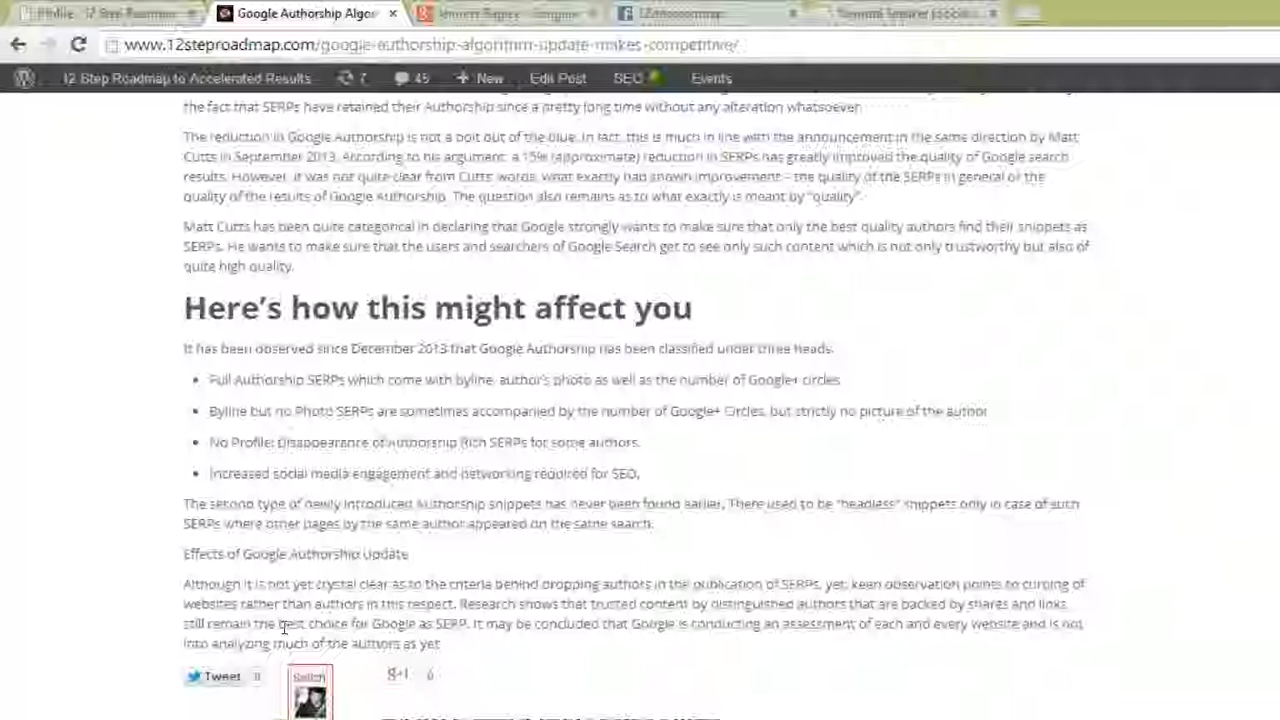 Google Authorship Algo
www.12steproadmap.com/google-authorship-algorithm-update-makes-competitive/
12 Step Roadmap to Accelerated Results 7 45 + New Edit Post SEO Events
the fact that SERPs have retained their Authorship since a pretty long time without any alteration whatsoever.
The reduction in Google Authorship is not a bolt out of the blue. In fact, this is much in line with the announcement in the same direction by Matt
Cutts in September 2013. According to his argument, a 15% (approximate) reduction in SERPs has greatly improved the quality of Google search
results. However, it was not quite clear from Cutts' words, what exactly had shown improvement – the quality of the SERPs in general or the
quality of the results of Google Authorship. The question also remains as to what exactly is meant by "quality".
Matt Cutts has been quite categorical in declaring that Google strongly wants to make sure that only the best quality authors find their snippets as
SERPs. He wants to make sure that the users and searchers of Google Search get to see only such content which is not only trustworthy but also of
quite high quality.
Here's how this might affect you
It has been observed since December 2013 that Google Authorship has been classified under three heads.
• Full Authorship SERPs which come with byline, author's photo as well as the number of Google+ circles
• Byline but no Photo SERPs are sometimes accompanied by the number of Google+ Circles, but strictly no picture of the author
• No Profile: Disappearance of Authorship Rich SERPs for some authors.
• Increased social media engagement and networking required for SEO.
The second type of newly introduced Authorship snippets has never been found earlier. There used to be "headless" snippets only in case of such
SERPs where other pages by the same author appeared on the same search.
Effects of Google Authorship Update
Although it is not yet crystal clear as to the criteria behind dropping authors in the publication of SERPs, yet, keen observation points to curbing of
websites rather than authors in this respect. Research shows that trusted content by distinguished authors that are backed by shares and links
still remain the best choice for Google as SERP. It may be concluded that Google is conducting an assessment of each and every website and is not
into analyzing much of the authors as yet
Tweet 0 Switch g+1 0